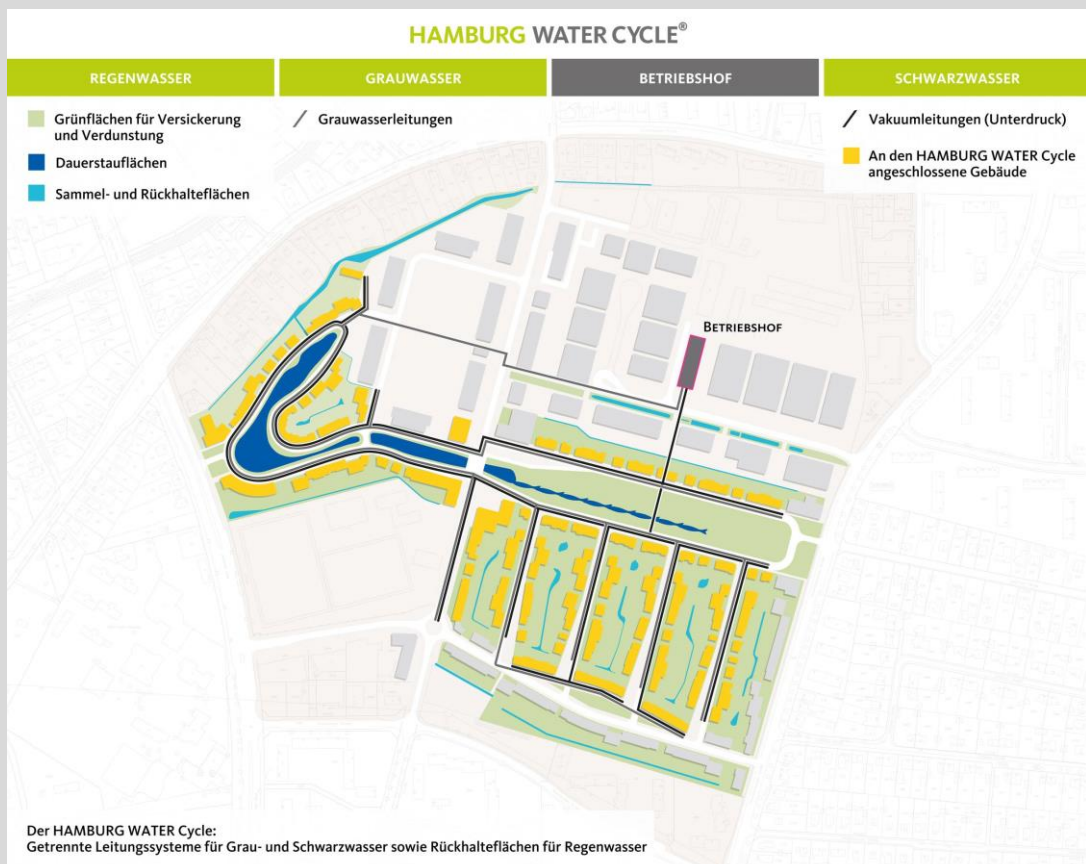 HAMBURG WATER CYCLE®
REGENWASSER
GRAUWASSER
BETRIEBSHOF
SCHWARZWASSER
Grünflächen für Versickerung
und Verdunstung
Dauerstauflächen
Sammel- und Rückhalteflächen
Grauwasserleitungen
Vakuumleitungen (Unterdruck)
An den HAMBURG WATER Cycle
angeschlossene Gebäude
BETRIEBSHOF
Der HAMBURG WATER Cycle:
Getrennte Leitungssysteme für Grau- und Schwarzwasser sowie Rückhalteflächen für Regenwasser